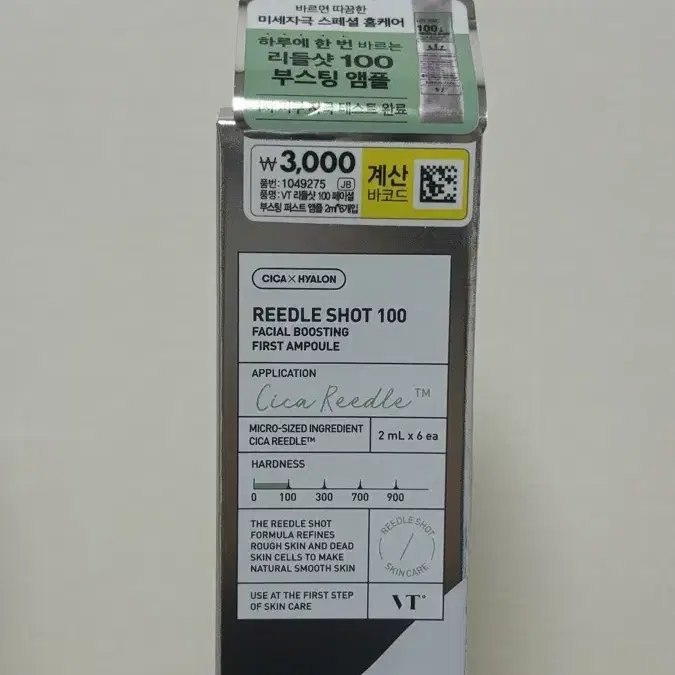 바르면 따끔한
미세자극 스페셜 홈케어
하루에 한 번 바르는
리들샷 100
부스팅 앰플
테스트 완료
100
VT
₩3,000
품번: 1049275 JB
품명: VT 리들샷 100 페이셜
부스팅 퍼스트 앰플 2ml*6개입
계산
바코드
CICA X HYALON
REEDLE SHOT 100
FACIAL BOOSTING
FIRST AMPOULE
APPLICATION
Cica Reedle™
MICRO-SIZED INGREDIENT
CICA REEDLE™
2 mL x 6 ea
HARDNESS
0 100 300 700 900
THE REEDLE SHOT
FORMULA REFINES
ROUGH SKIN AND DEAD
SKIN CELLS TO MAKE
NATURAL SMOOTH SKIN
REEDLE SHOT
SKIN CARE
USE AT THE FIRST STEP
OF SKIN CARE
VT°